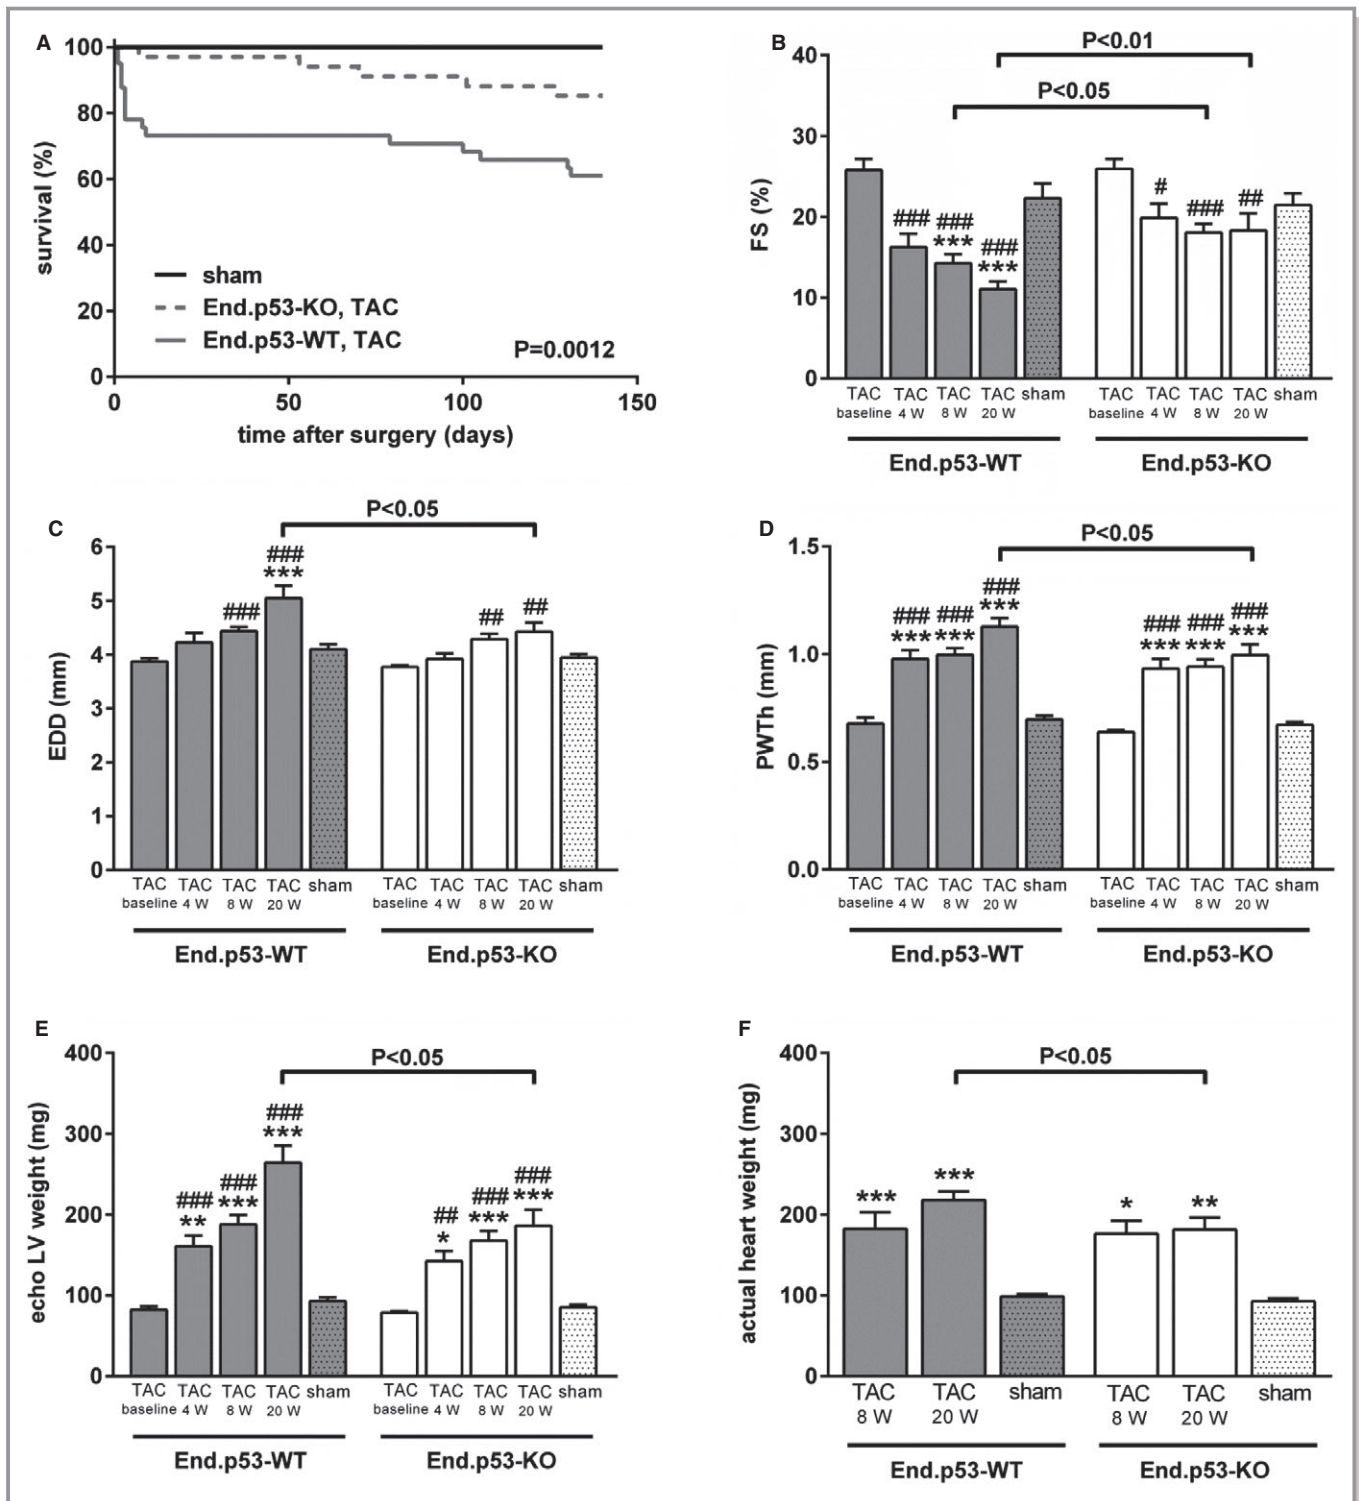 A
100
80
60
40
20
0
survival (%)
sham
End.p53-KO, TAC
End.p53-WT, TAC
P=0.0012
0 50 100 150
time after surgery (days)
B
P<0.01
P<0.05
40
30
20
10
0
FS (%)
### ### *** ### *** # ### ##
TAC TAC TAC TAC sham TAC TAC TAC TAC sham
baseline 4 W 8 W 20 W baseline 4 W 8 W 20 W
End.p53-WT End.p53-KO
C
P<0.05
6
5
4
3
2
1
0
EDD (mm)
### ### *** ## ##
TAC TAC TAC TAC sham TAC TAC TAC TAC sham
baseline 4 W 8 W 20 W baseline 4 W 8 W 20 W
End.p53-WT End.p53-KO
D
P<0.05
1.5
1.0
0.5
0.0
PWTh (mm)
### *** ### *** ### *** ### *** ### *** ### ***
TAC TAC TAC TAC sham TAC TAC TAC TAC sham
baseline 4 W 8 W 20 W baseline 4 W 8 W 20 W
End.p53-WT End.p53-KO
E
P<0.05
400
300
200
100
0
echo LV weight (mg)
### ** ### *** ### *** ## * ### *** ### ***
TAC TAC TAC TAC sham TAC TAC TAC TAC sham
baseline 4 W 8 W 20 W baseline 4 W 8 W 20 W
End.p53-WT End.p53-KO
F
P<0.05
400
300
200
100
0
actual heart weight (mg)
*** *** * **
TAC TAC sham TAC TAC sham
8 W 20 W 8 W 20 W
End.p53-WT End.p53-KO